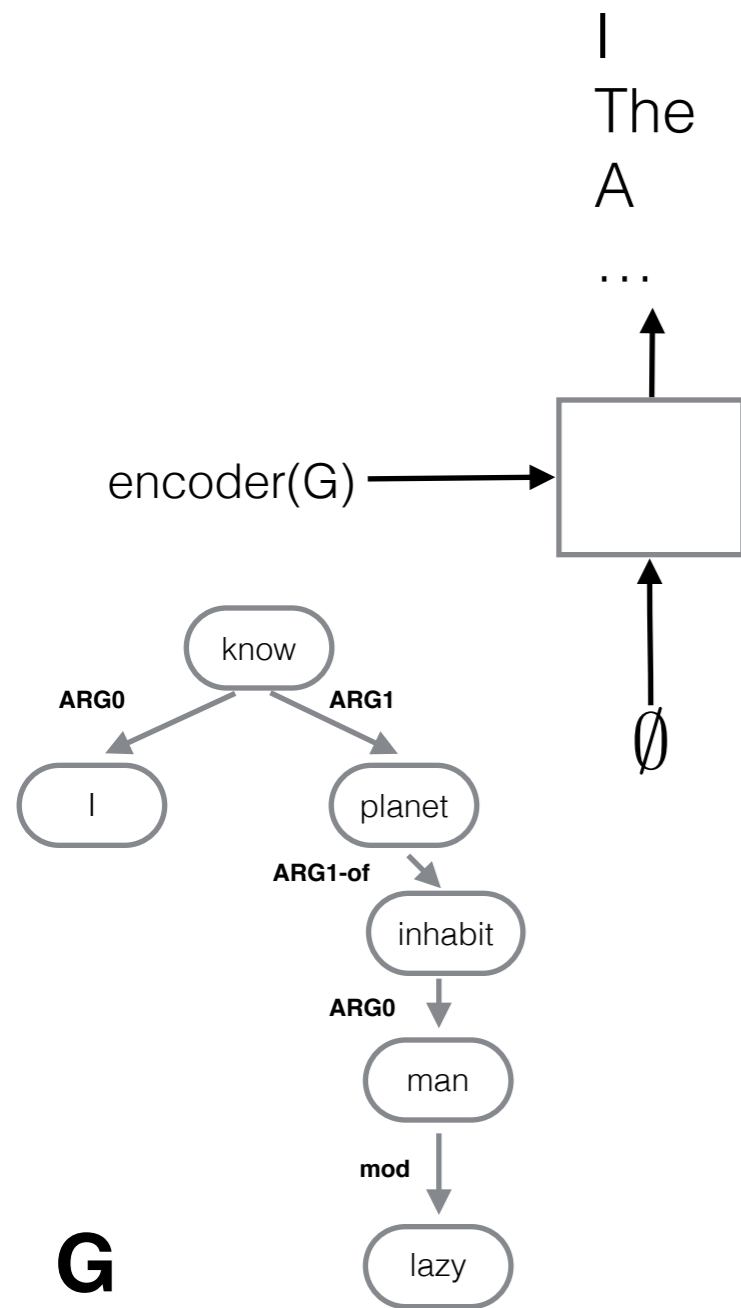 I
The
A
...
encoder(G)
∅
know
ARG0
ARG1
I
planet
ARG1-of
inhabit
ARG0
man
mod
lazy
G